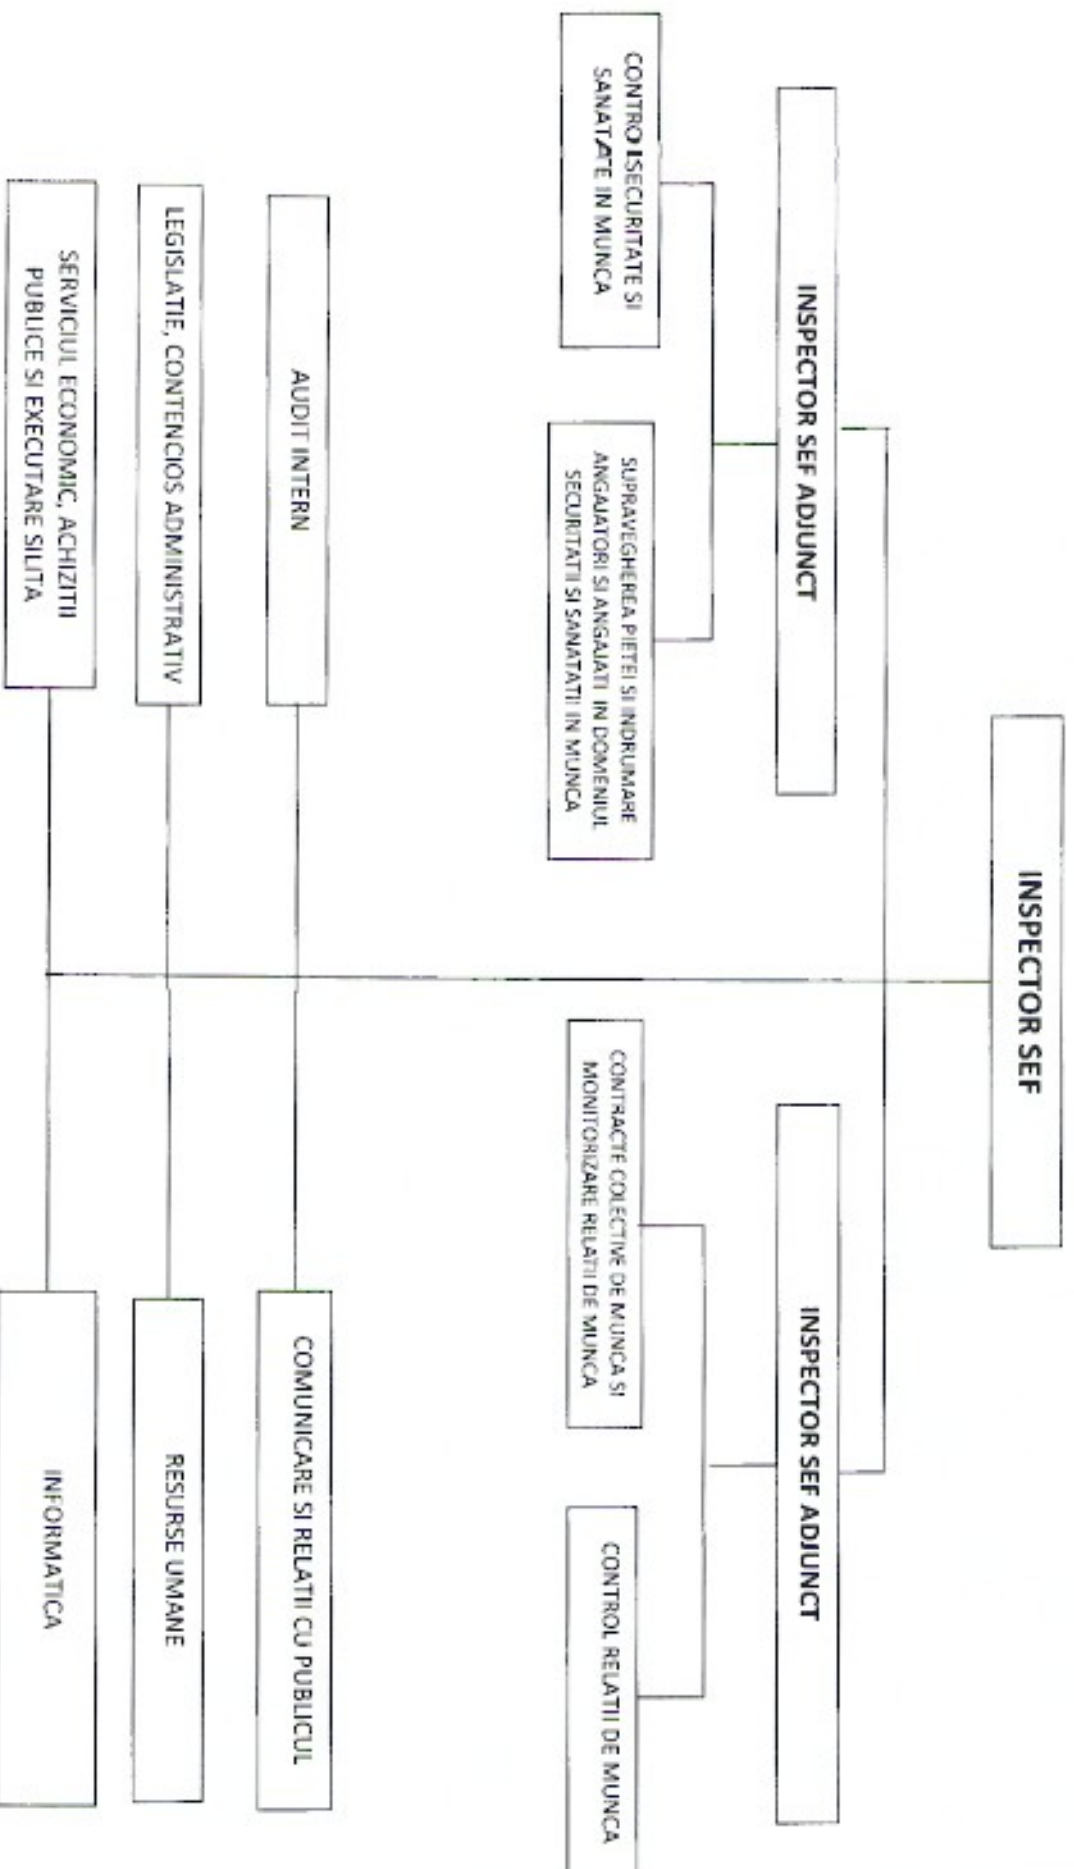 INSPECTOR SEF
INSPECTOR SEF ADJUNCT
INSPECTOR SEF ADJUNCT
CONTROL SECURITATE SI
SANATATE IN MUNCA
SUPRAVEGHEREA PIETEI SI INDRUMARE
ANGAJATORI SI ANGAJATI IN DOMENIUL
SECURITATII SI SANATATII IN MUNCA
CONTRACTE COLECTIVE DE MUNCA SI
MONITORIZARE RELATII DE MUNCA
CONTROL RELATII DE MUNCA
AUDIT INTERN
COMUNICARE SI RELATII CU PUBLICUL
LEGISLATIE, CONTENCIOS ADMINISTRATIV
RESURSE UMANE
SERVICIUL ECONOMIC, ACHIZITII
PUBLICE SI EXECUTARE SILITA
INFORMATICA